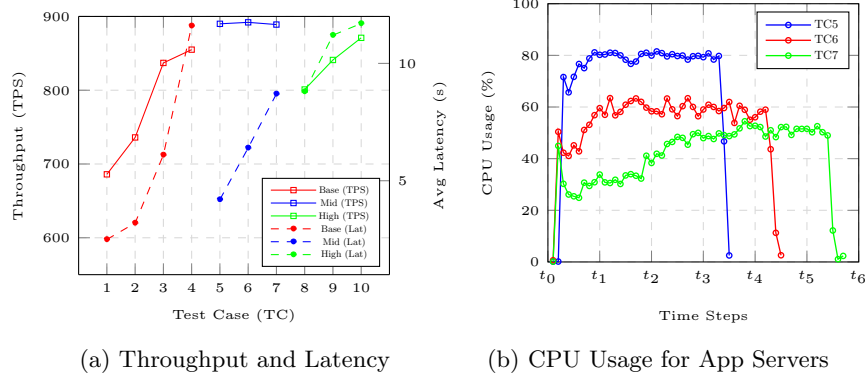 900
800
700
600
Throughput (TPS)
1 2 3 4 5 6 7 8 9 10
Test Case (TC)
10
5
Avg Latency (s)
Base (TPS)
Mid (TPS)
High (TPS)
Base (Lat)
Mid (Lat)
High (Lat)
(a) Throughput and Latency
100
80
60
40
20
0
CPU Usage (%)
t0 t1 t2 t3 t4 t5 t6
Time Steps
TC5
TC6
TC7
(b) CPU Usage for App Servers